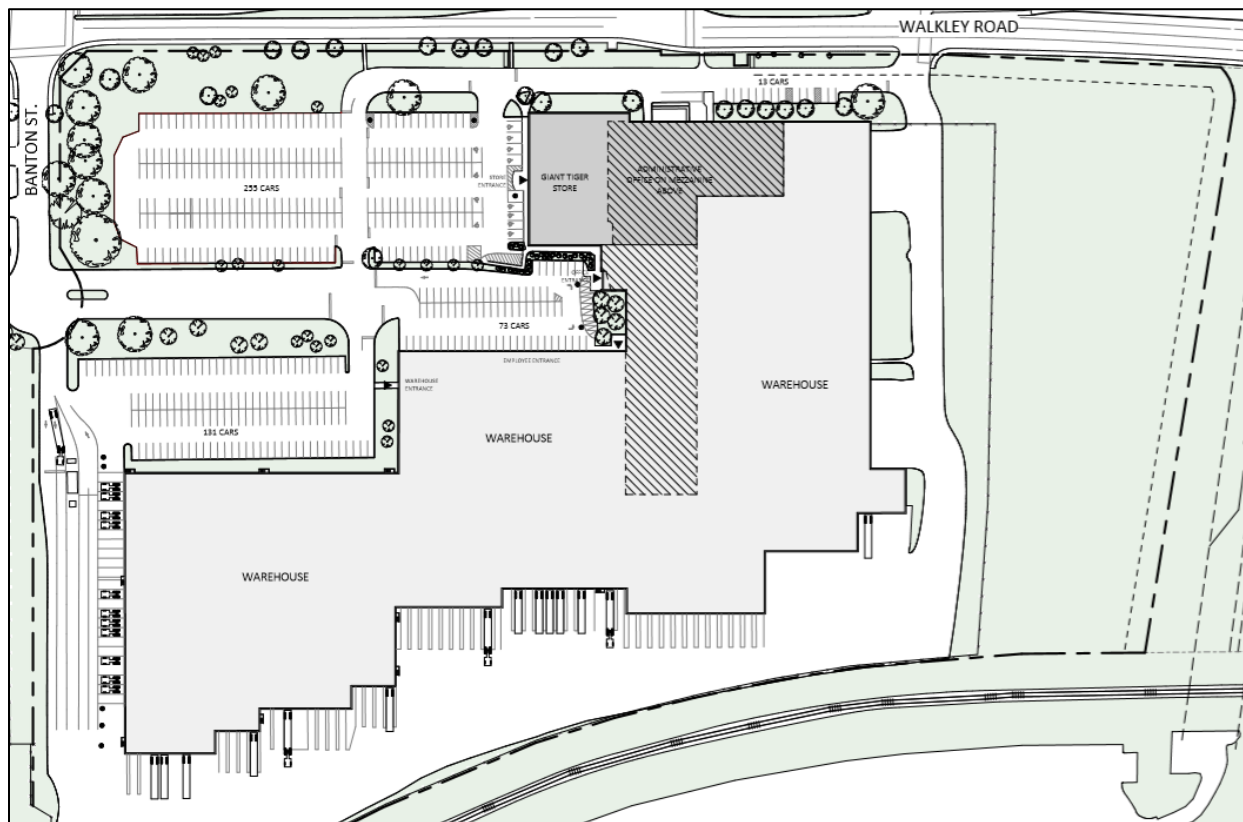 WALKLEY ROAD
13 CARS
BANTON ST.
STORE
ENTRANCE
GIANT TIGER
STORE
ADMINISTRATIVE
OFFICE ON MEZZANINE
ABOVE
255 CARS
ENTRANCE
73 CARS
EMPLOYEE ENTRANCE
WAREHOUSE
ENTRANCE
WAREHOUSE
131 CARS
WAREHOUSE
WAREHOUSE